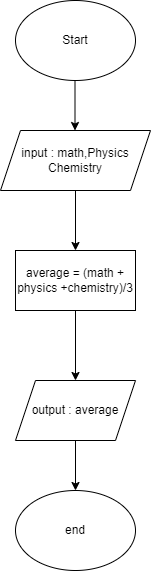 Start
input : math,Physics
Chemistry
average = (math +
physics +chemistry)/3
output : average
end